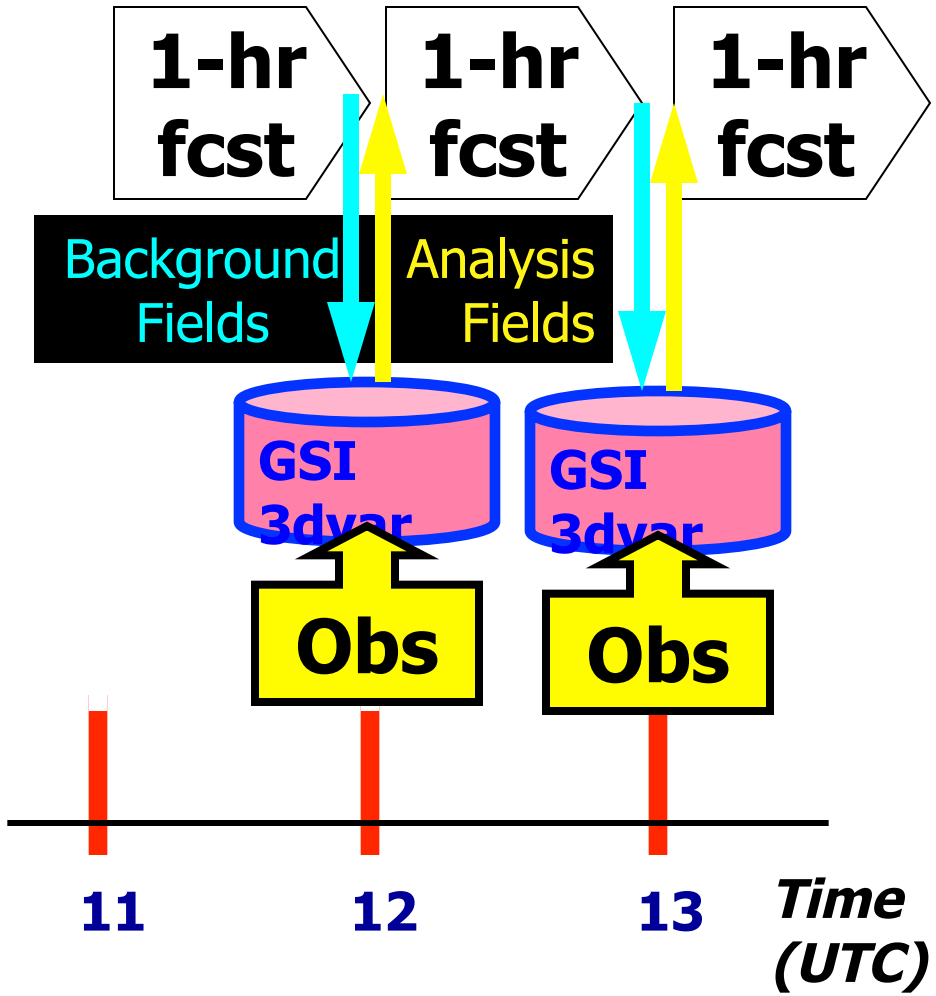 1-hr
fcst
1-hr
fcst
1-hr
fcst
Background
Fields
Analysis
Fields
GSI
3dvar
GSI
3dvar
Obs
Obs
11
12
13
Time
(UTC)